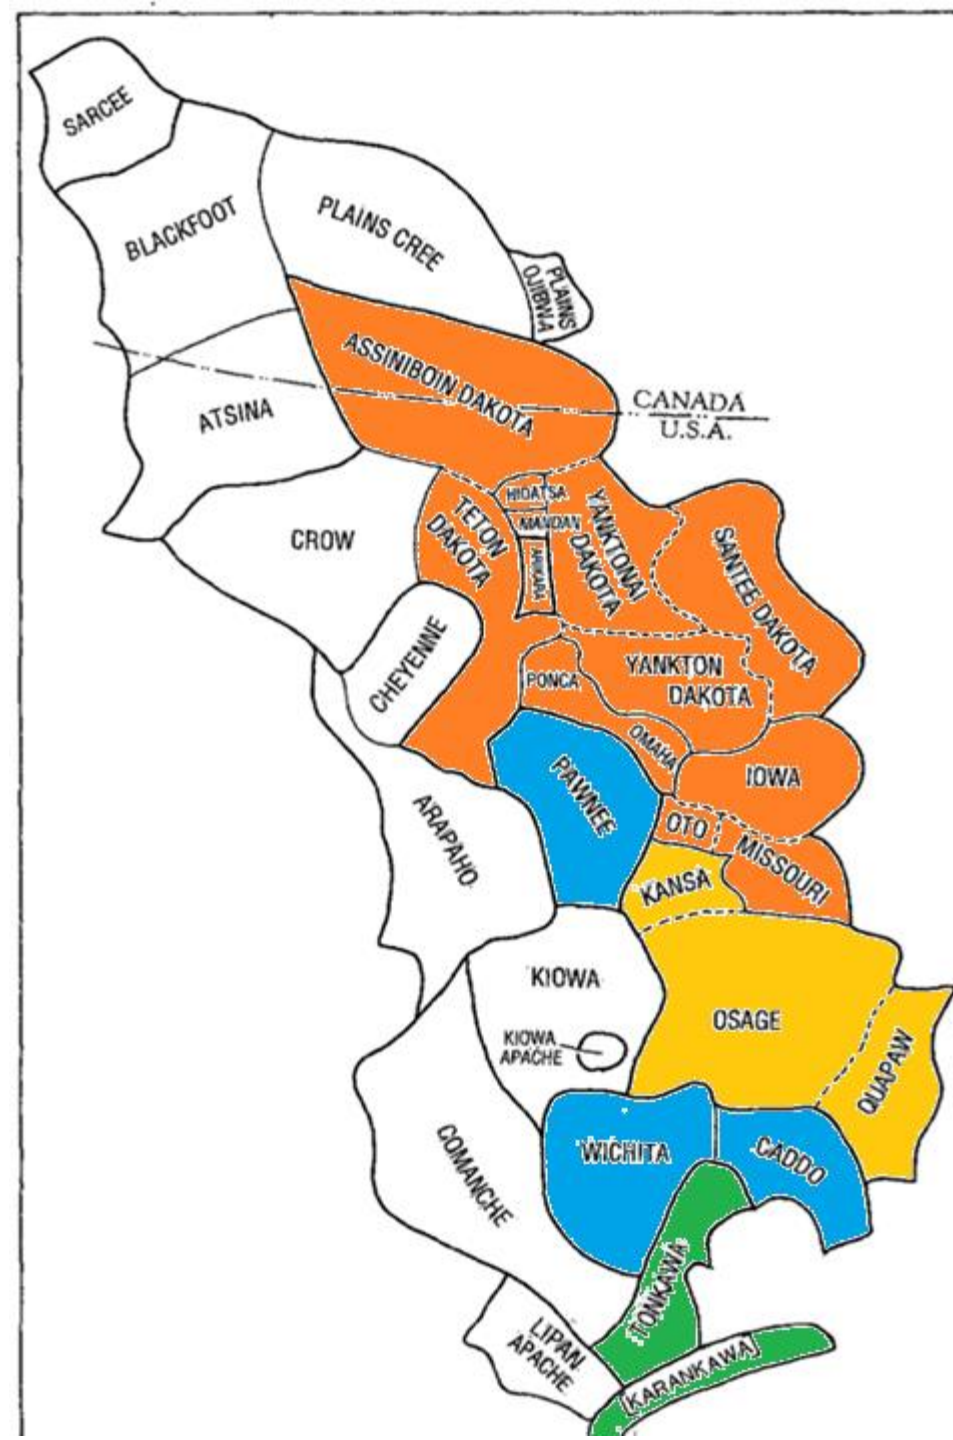 SARCEE
BLACKFOOT
PLAINS CREE
PLAINS
OJIBWA
ASSINIBOIN DAKOTA
CANADA
U.S.A.
ATSINA
CROW
TETON
DAKOTA
HIDATSA
MANDAN
ARIKARA
YANKTONAI
DAKOTA
SANTEE DAKOTA
CHEYENNE
PONCA
YANKTON
DAKOTA
OMAHA
IOWA
PAWNEE
ARAPAHO
OTO
MISSOURI
KANSA
KIOWA
OSAGE
KIOWA
APACHE
QUAPAW
COMANCHE
WICHITA
CADDO
TONKAWA
LIPAN
APACHE
KARANKAWA